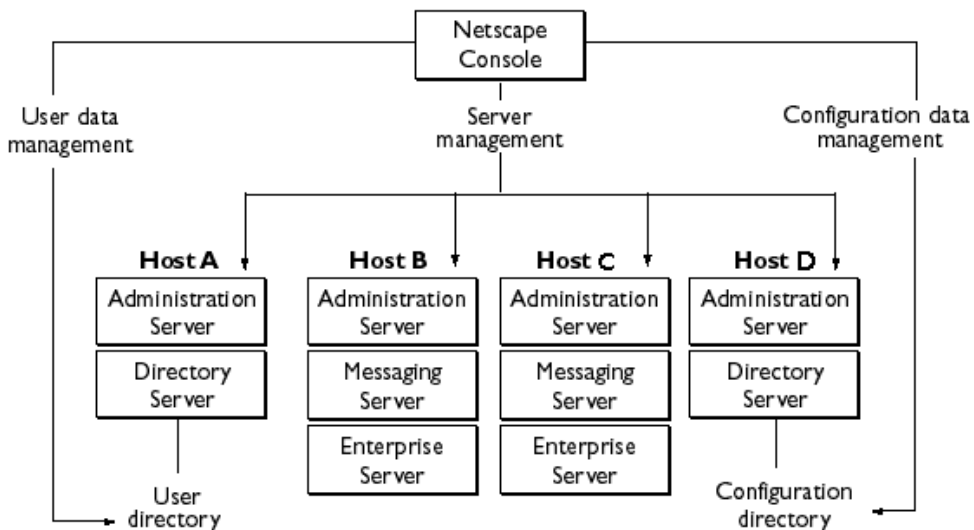 Netscape
Console
User data
management
Server
management
Configuration data
management
Host A
Host B
Host C
Host D
Administration
Server
Administration
Server
Administration
Server
Administration
Server
Directory
Server
Messaging
Server
Messaging
Server
Directory
Server
Enterprise
Server
Enterprise
Server
User
directory
Configuration
directory